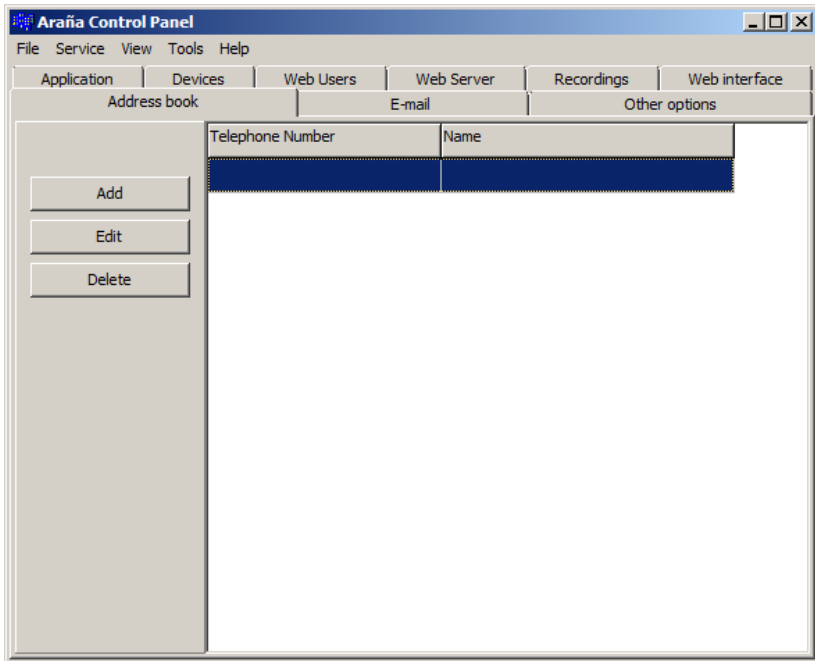 Araña Control Panel
File Service View Tools Help
Application Devices Web Users Web Server Recordings Web interface
Address book E-mail Other options
Telephone Number Name
Add
Edit
Delete